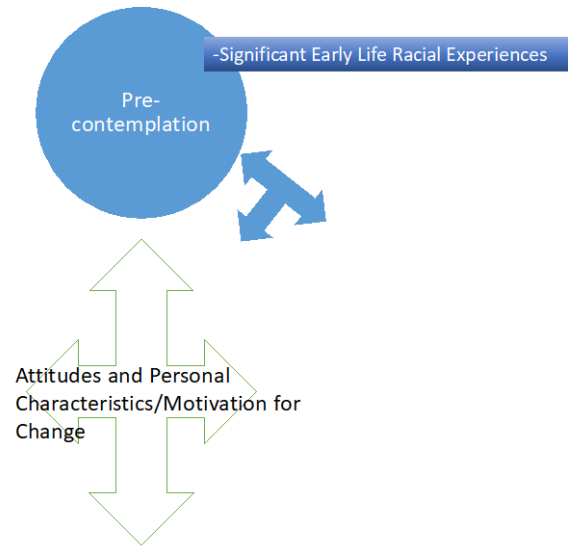 -Significant Early Life Racial Experiences
Pre-
contemplation
Attitudes and Personal
Characteristics/Motivation for
Change